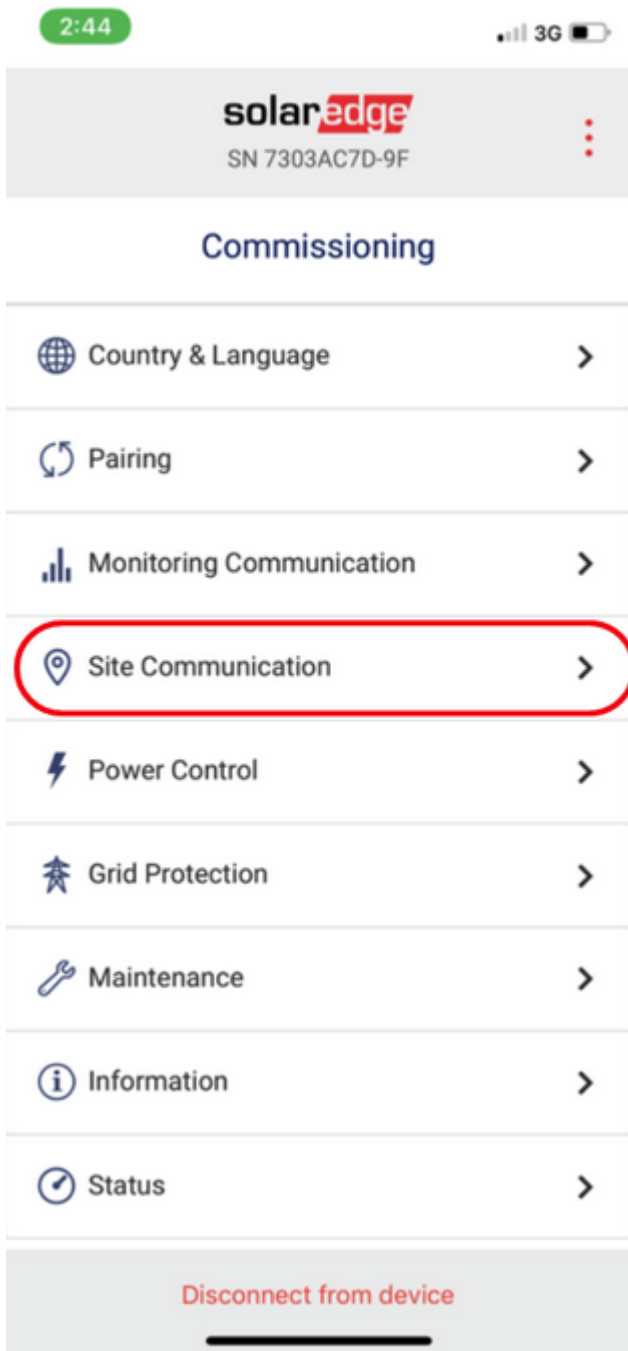 2:44
3G
solaredge
SN 7303AC7D-9F
Commissioning
Country & Language
Pairing
Monitoring Communication
Site Communication
Power Control
Grid Protection
Maintenance
Information
Status
Disconnect from device